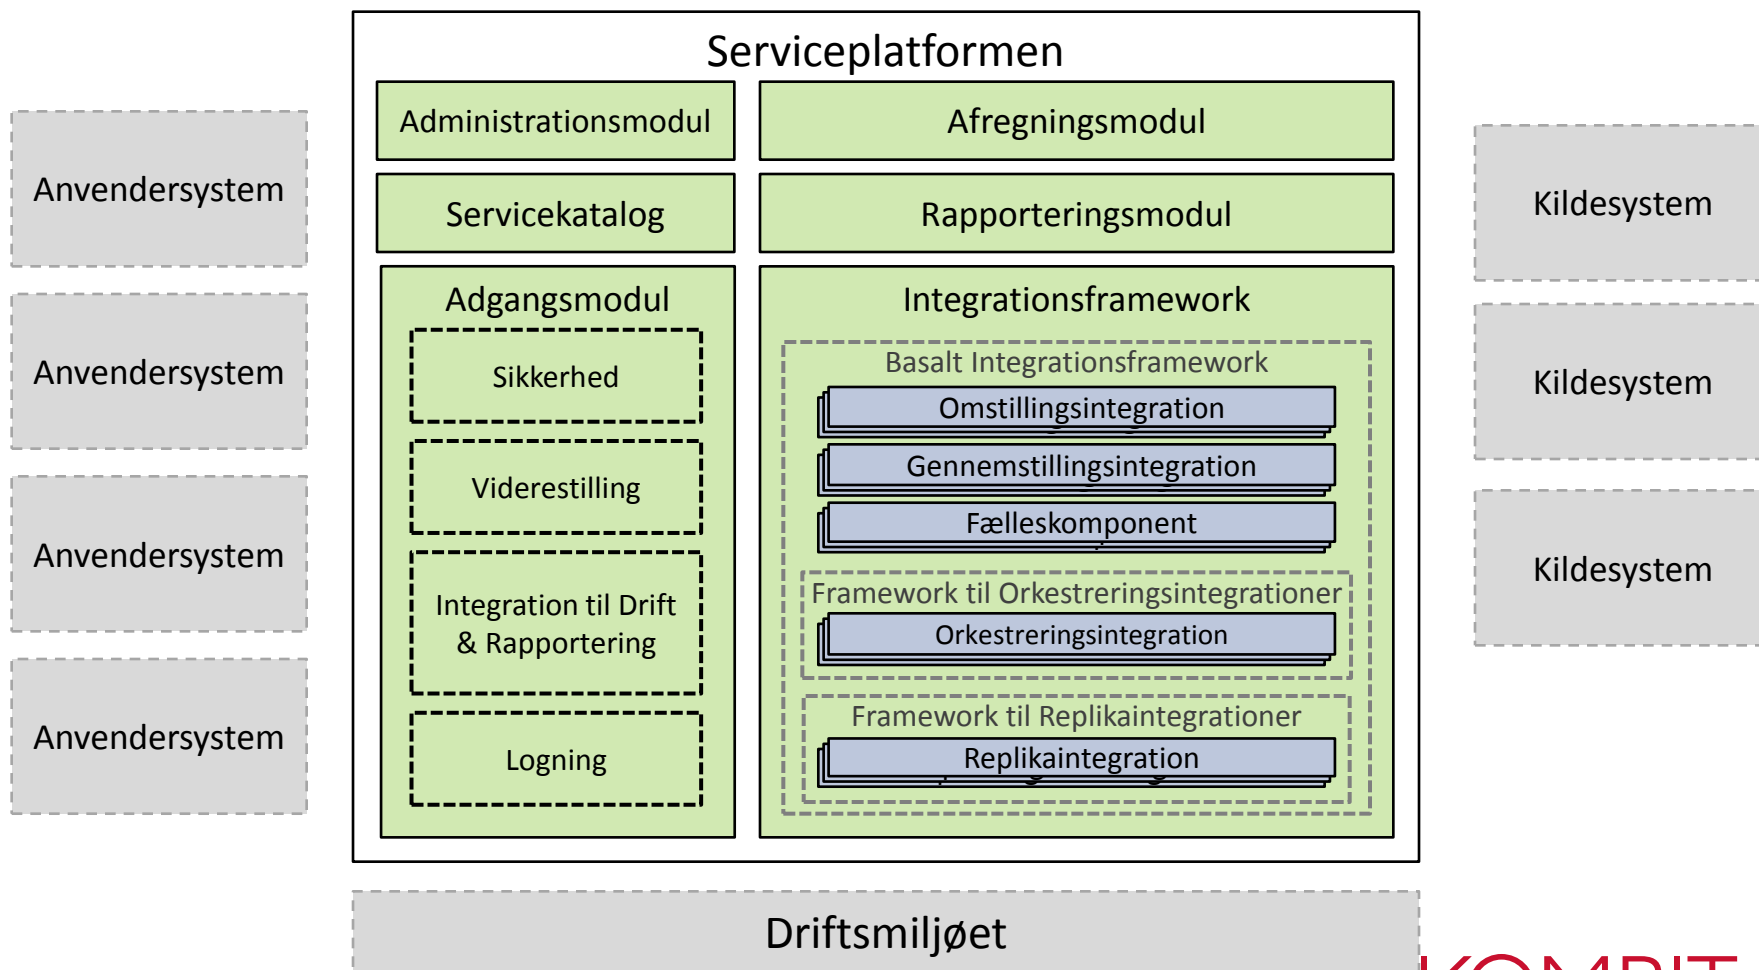 Serviceplatformen
Administrationsmodul
Afregningsmodul
Servicekatalog
Rapporteringsmodul
Adgangsmodul
Sikkerhed
Viderestilling
Integration til Drift
& Rapportering
Logning
Integrationsframework
Basalt Integrationsframework
Omstillingsintegration
Gennemstillingsintegration
Fælleskomponent
Framework til Orkestreringsintegrationer
Orkestreringsintegration
Framework til Replikaintegrationer
Replikaintegration
Anvendersystem
Anvendersystem
Anvendersystem
Anvendersystem
Kildesystem
Kildesystem
Kildesystem
Driftsmiljøet
KOMBIT